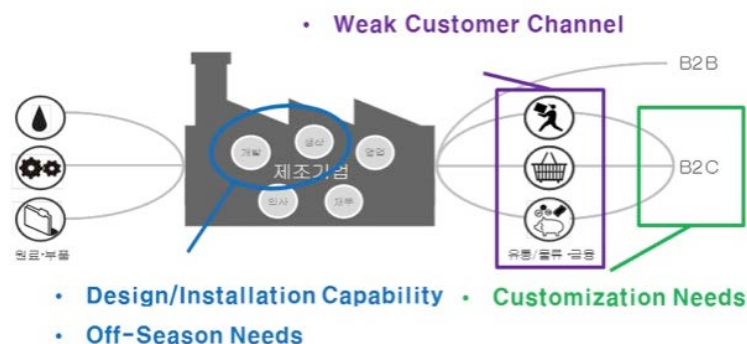 • Weak Customer Channel
B2B
개발
생산
영업
제조기업
B2C
인사
재무
원료·부품
유통/물류·금융
• Design/Installation Capability
• Customization Needs
• Off-Season Needs